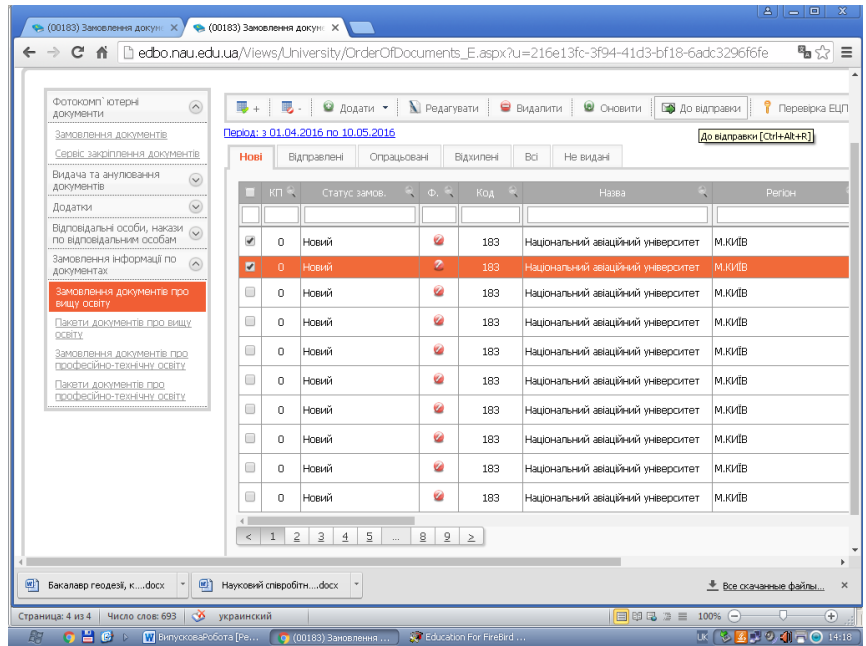 (00183) Замовлення докум
(00183) Замовлення докум
edbo.nau.edu.ua/Views/University/OrderOfDocuments_E.aspx?u=216e13fc-3f94-41d3-bf18-6adc3296f6fe
Фотокомп`ютерні документи
Замовлення документів
Сервіс закріплення документів
Видача та анулювання документів
Додатки
Відповідальні особи, накази по відповідальним особам
Замовлення інформації по документах
Замовлення документів про вищу освіту
Пакети документів про вищу освіту
Замовлення документів про професійно-технічну освіту
Пакети документів про професійно-технічну освіту
+ - Додати Редагувати Видалити Оновити До відправки Перевірка ЕЦП
Період: з 01.04.2016 по 10.05.2016
До відправки [Ctrl+Alt+R]
Нові Відправлені Опрацьовані Відхилені Всі Не видані
КП Статус замов. Ф. Код Назва Регіон
0 Новий 183 Національний авіаційний університет М.КИЇВ
0 Новий 183 Національний авіаційний університет М.КИЇВ
0 Новий 183 Національний авіаційний університет М.КИЇВ
0 Новий 183 Національний авіаційний університет М.КИЇВ
0 Новий 183 Національний авіаційний університет М.КИЇВ
0 Новий 183 Національний авіаційний університет М.КИЇВ
0 Новий 183 Національний авіаційний університет М.КИЇВ
0 Новий 183 Національний авіаційний університет М.КИЇВ
0 Новий 183 Національний авіаційний університет М.КИЇВ
0 Новий 183 Національний авіаційний університет М.КИЇВ
< 1 2 3 4 5 ... 8 9 >
Бакалавр геодезії, к....docx Науковий співробітн....docx Все скачанные файлы...
Страница: 4 из 4 Число слов: 693 украинский 100%
ВипусковаРобота [Ре... (00183) Замовлення ... Education For FireBird ... UK 14:18